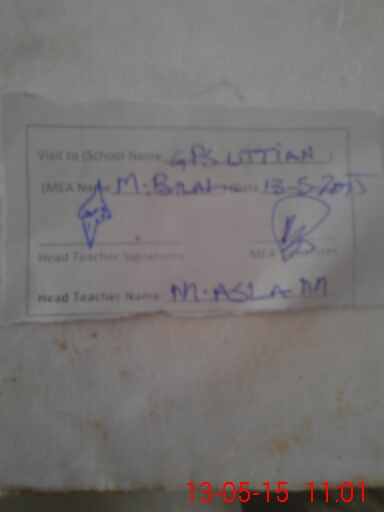 Visit to (School Name GPS UTTIAN
(MEA Name M. BILAL Date 13-5-2015
Head Teacher Signatures MEA
Head Teacher Name: M. ASLAM
13-05-15 11.01